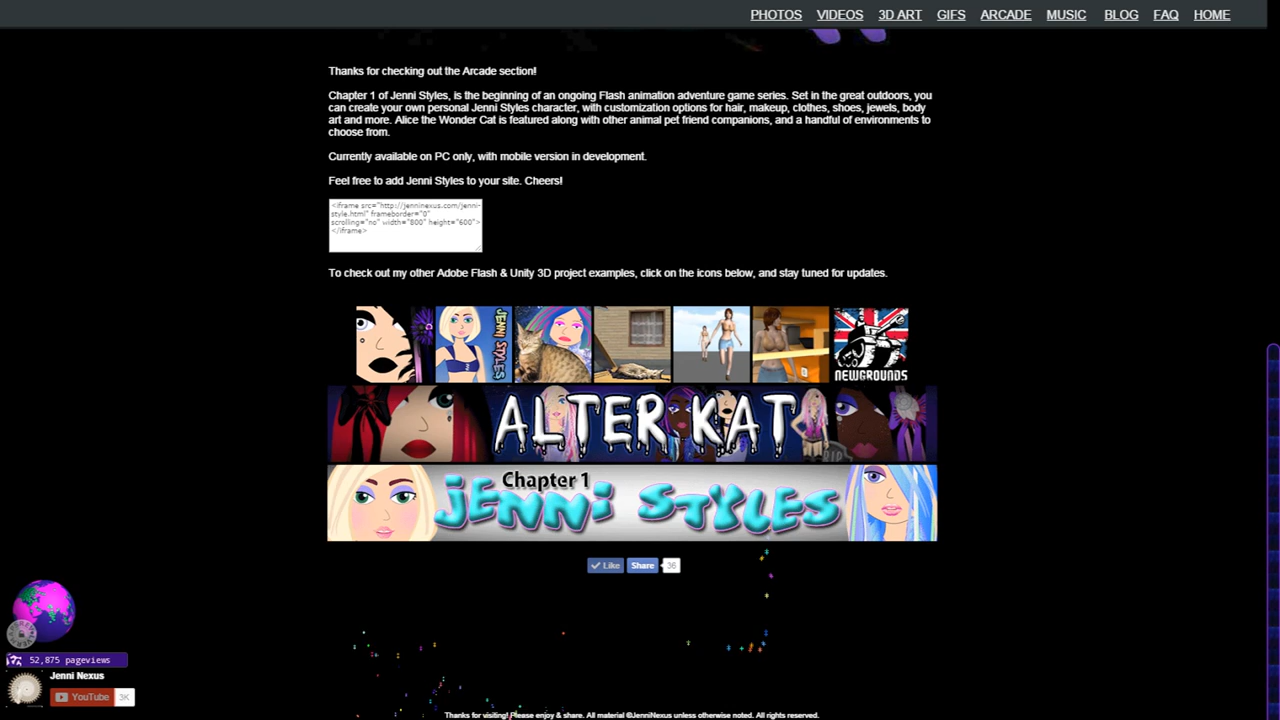 PHOTOS VIDEOS 3D ART GIFS ARCADE MUSIC BLOG FAQ HOME
Thanks for checking out the Arcade section!
Chapter 1 of Jenni Styles, is the beginning of an ongoing Flash animation adventure game series. Set in the great outdoors, you
can create your own personal Jenni Styles character, with customization options for hair, makeup, clothes, shoes, jewels, body
art and more. Alice the Wonder Cat is featured along with other animal pet friend companions, and a handful of environments to
choose from.
Currently available on PC only, with mobile version in development.
Feel free to add Jenni Styles to your site. Cheers!
<iframe src="http://jenninexus.com/jenni-
style.html" frameborder="0"
scrolling="no" width="800" height="600">
</iframe>
To check out my other Adobe Flash & Unity 3D project examples, click on the icons below, and stay tuned for updates.
JENNI STYLES
NEWGROUNDS
ALTER KAT
RIP
Chapter 1
JENNI STYLES
Like Share 36
52,875 pageviews
Jenni Nexus
YouTube 3K
Thanks for visiting! Please enjoy & share. All material ©JenniNexus unless otherwise noted. All rights reserved.